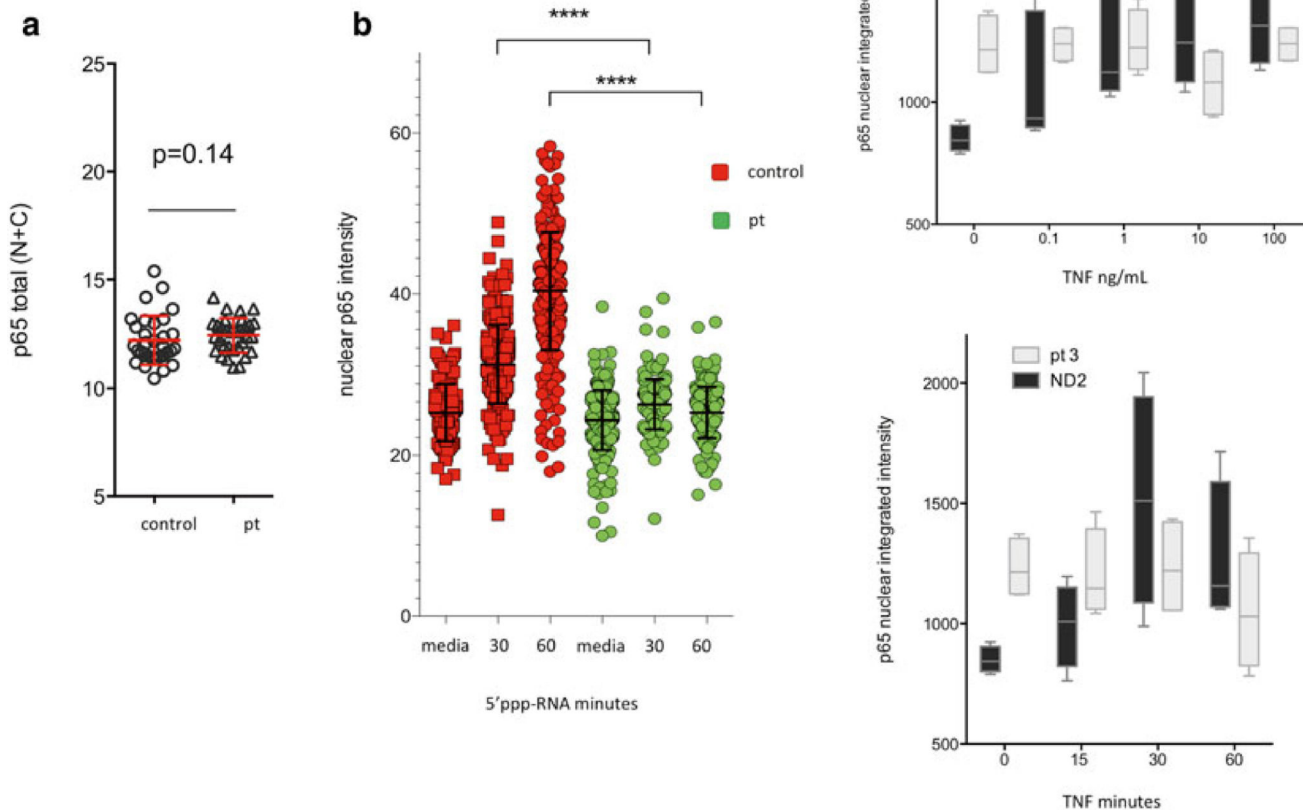 a
25
20
15
10
5
p65 total (N+C)
p=0.14
control pt
b
****
****
60
40
20
0
nuclear p65 intensity
control
pt
media 30 60 media 30 60
5'ppp-RNA minutes
p65 nuclear integrated
1000
500
0 0.1 1 10 100
TNF ng/mL
pt 3
ND2
2000
1500
1000
500
p65 nuclear integrated intensity
0 15 30 60
TNF minutes